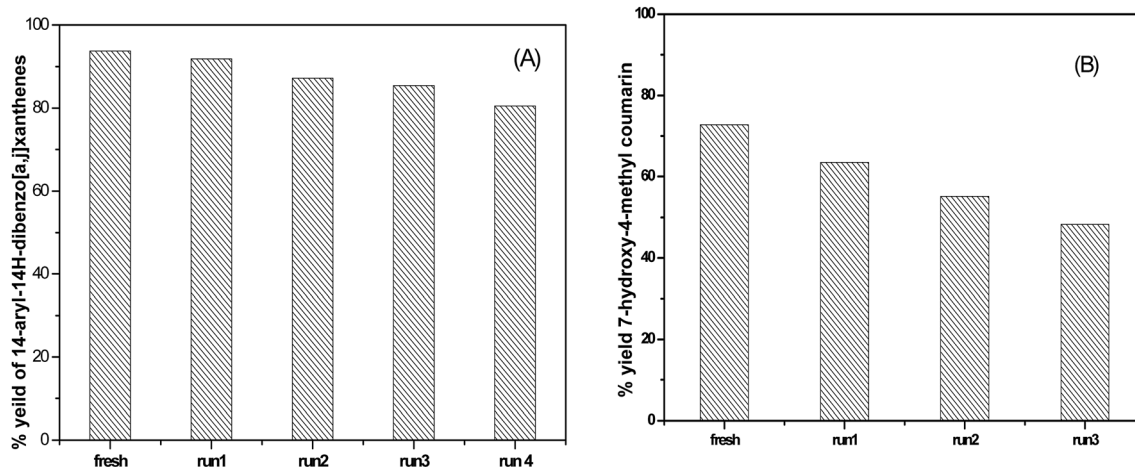 100
80
60
40
20
0
% yeild of 14-aryl-14H-dibenzo[a,j]xanthenes
(A)
fresh run1 run2 run3 run 4
100
80
60
40
20
0
% yield 7-hydroxy-4-methyl coumarin
(B)
fresh run1 run2 run3